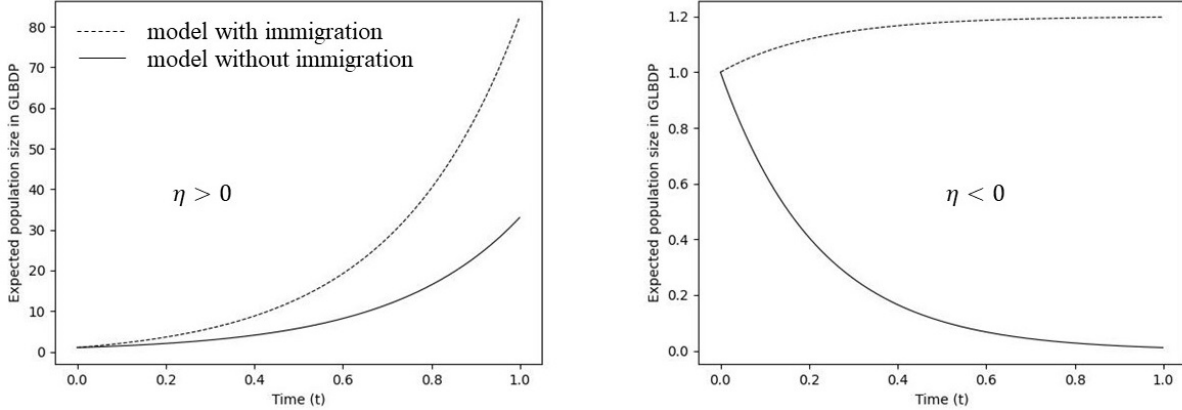 Expected population size in GLBDP
80
70
60
50
40
30
20
10
0
model with immigration
model without immigration
η > 0
0.0 0.2 0.4 0.6 0.8 1.0
Time (t)
Expected population size in GLBDP
1.2
1.0
0.8
0.6
0.4
0.2
0.0
η < 0
0.0 0.2 0.4 0.6 0.8 1.0
Time (t)